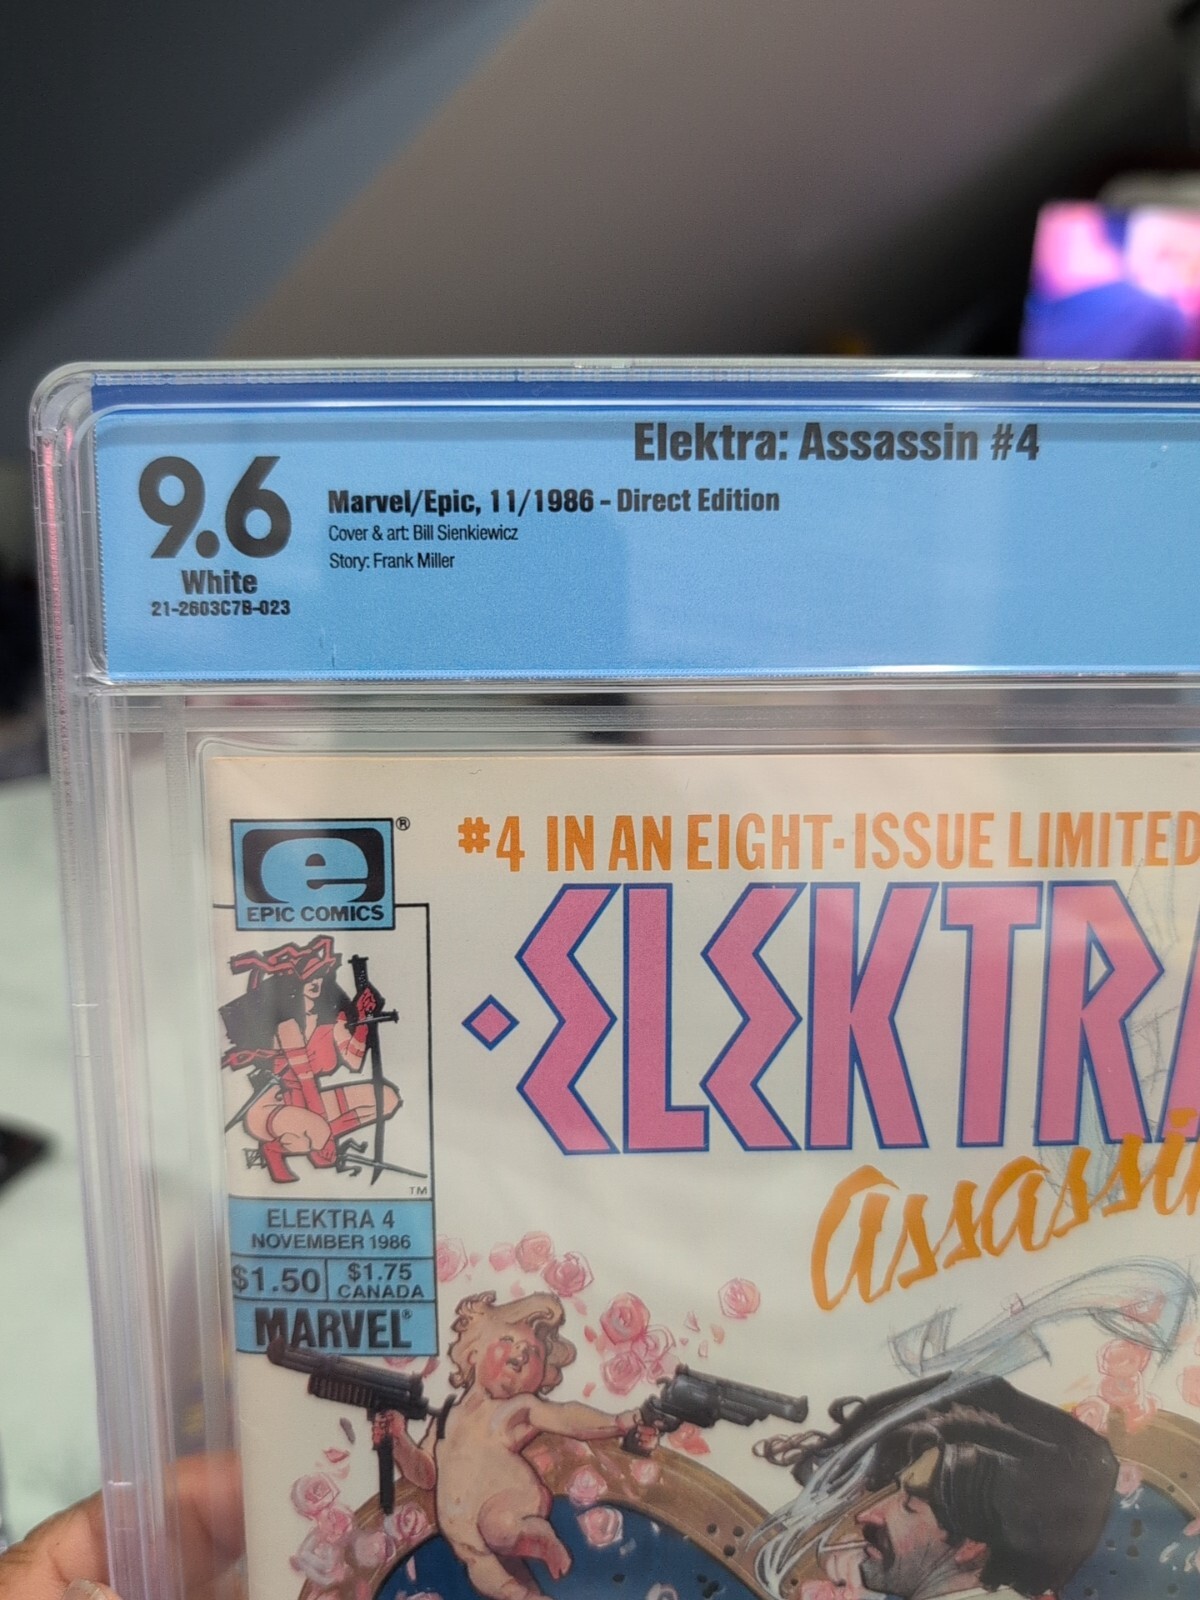 Elektra: Assassin #4
9.6
White
21-2603C7B-023
Marvel/Epic, 11/1986 - Direct Edition
Cover & art: Bill Sienkiewicz
Story: Frank Miller
e ®
EPIC COMICS
#4 IN AN EIGHT-ISSUE LIMITED
ELEKTRA
assassin
TM
ELEKTRA 4
NOVEMBER 1986
$1.50
$1.75
CANADA
MARVEL®